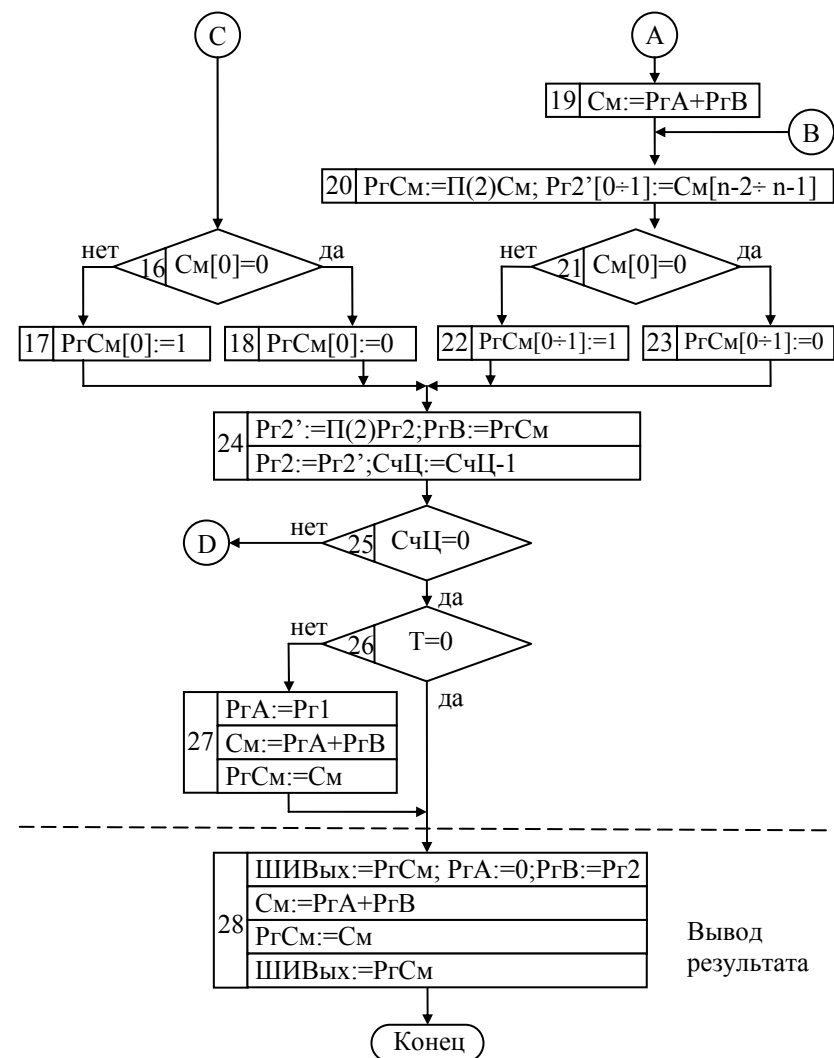 C
A
19 См:=РгА+РгВ
B
20 РгСм:=П(2)См; Рг2’[0÷1]:=См[n-2÷ n-1]
нет 16 См[0]=0 да
нет 21 См[0]=0 да
17 РгСм[0]:=1
18 РгСм[0]:=0
22 РгСм[0÷1]:=1
23 РгСм[0÷1]:=0
24 Рг2’:=П(2)Рг2;РгВ:=РгСм
Рг2:=Рг2’;СчЦ:=СчЦ-1
D нет 25 СчЦ=0
да
нет 26 Т=0
да
27 РгА:=Рг1
См:=РгА+РгВ
РгСм:=См
28 ШИВых:=РгСм; РгА:=0;РгВ:=Рг2
См:=РгА+РгВ
РгСм:=См
ШИВых:=РгСм
Вывод
результата
Конец